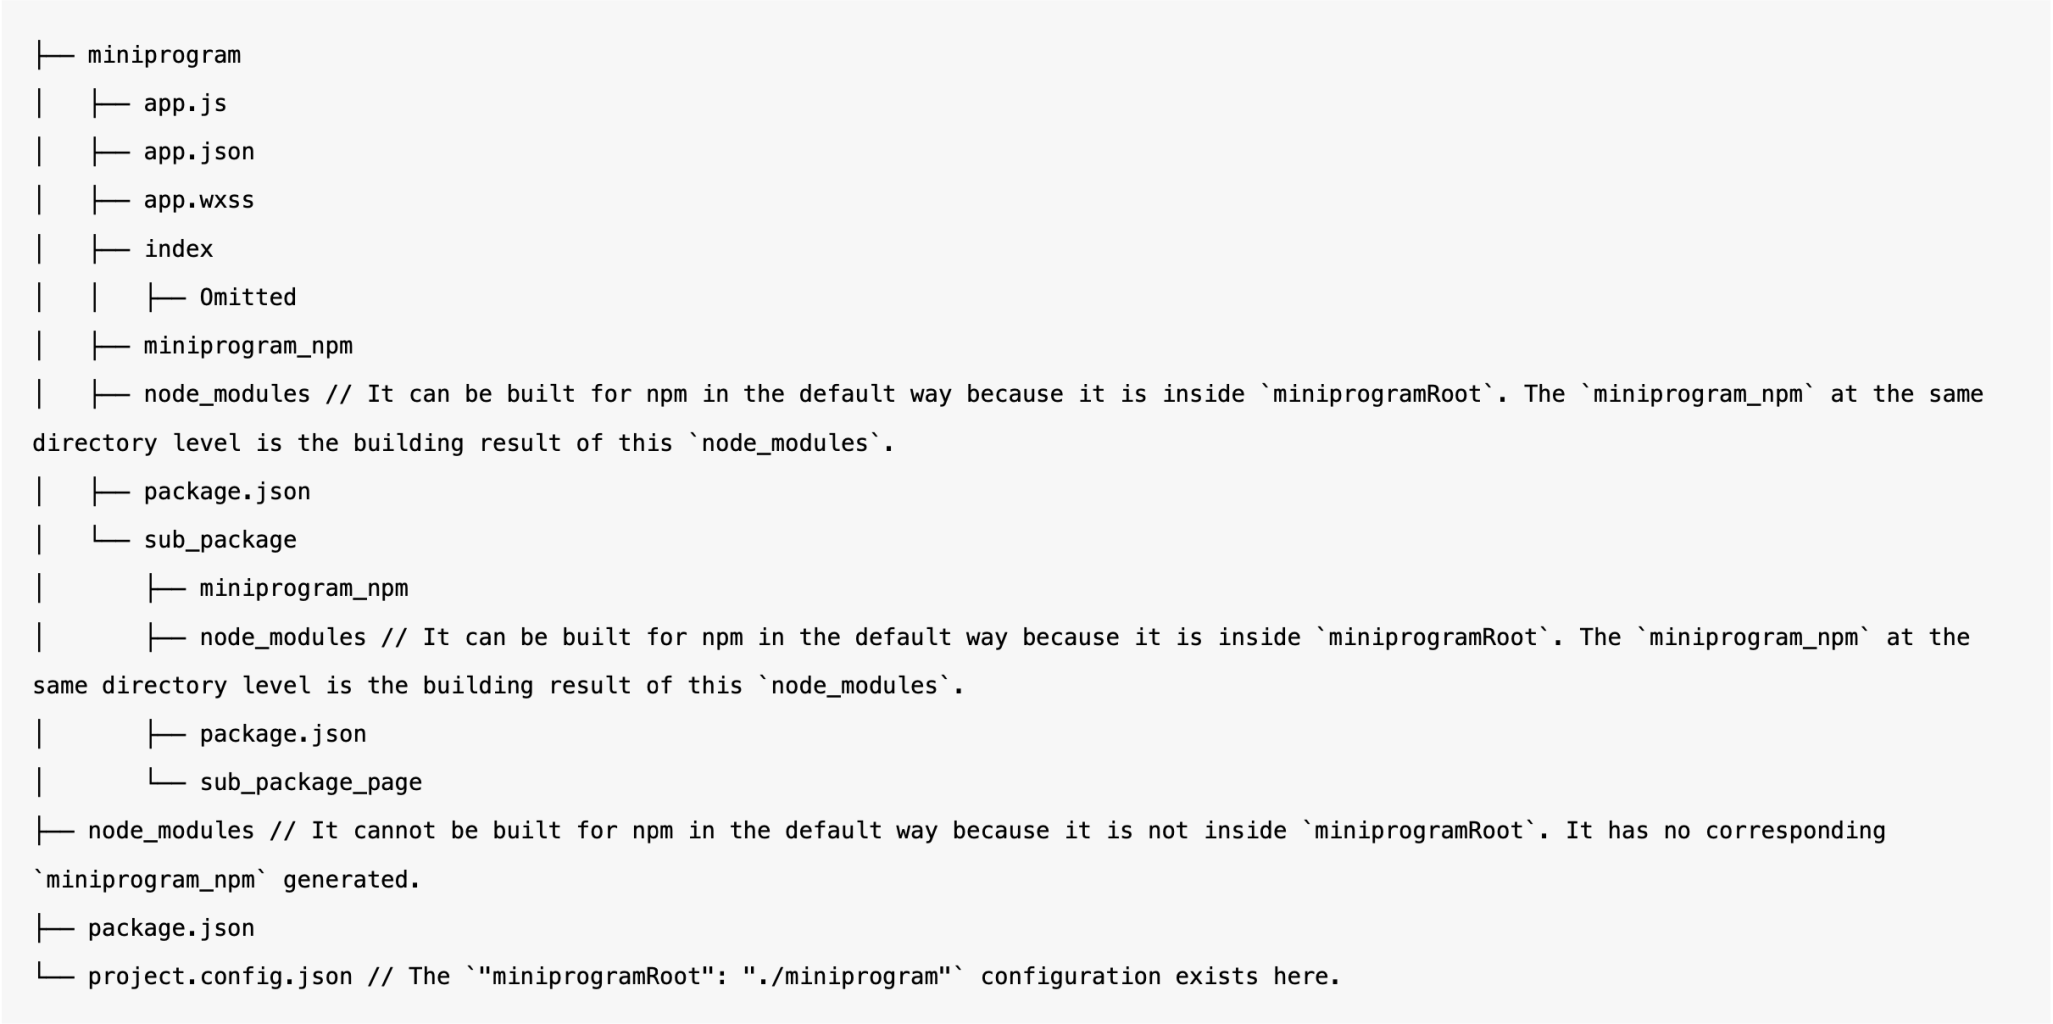 ├── miniprogram
│   ├── app.js
│   ├── app.json
│   ├── app.wxss
│   ├── index
│   │   ├── Omitted
│   ├── miniprogram_npm
│   ├── node_modules // It can be built for npm in the default way because it is inside `miniprogramRoot`. The `miniprogram_npm` at the same
directory level is the building result of this `node_modules`.
│   ├── package.json
│   └── sub_package
│       ├── miniprogram_npm
│       ├── node_modules // It can be built for npm in the default way because it is inside `miniprogramRoot`. The `miniprogram_npm` at the
same directory level is the building result of this `node_modules`.
│       ├── package.json
│       └── sub_package_page
├── node_modules // It cannot be built for npm in the default way because it is not inside `miniprogramRoot`. It has no corresponding
`miniprogram_npm` generated.
├── package.json
└── project.config.json // The `"miniprogramRoot": "./miniprogram"` configuration exists here.